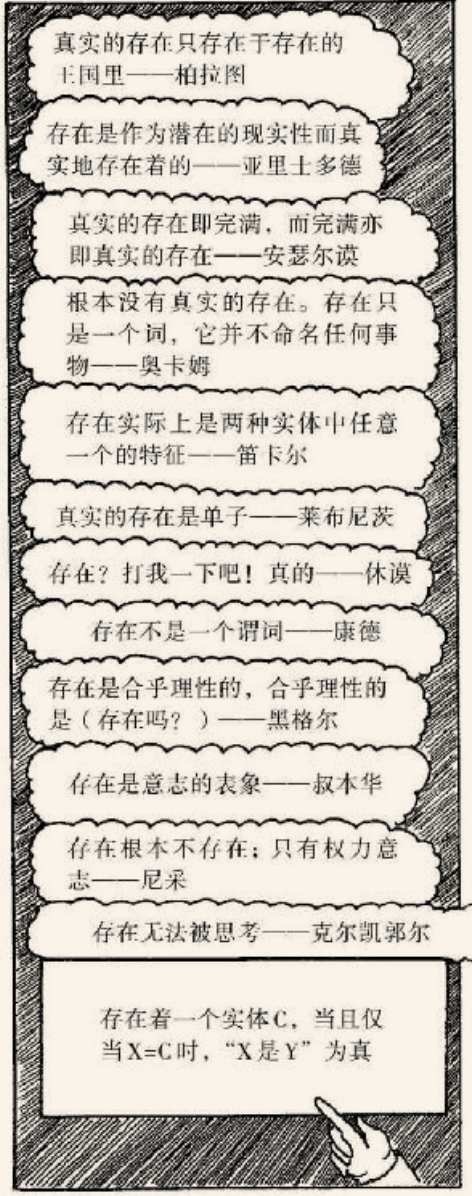 真实的存在只存在于存在的
王国里——柏拉图
存在是作为潜在的现实性而真
实地存在着的——亚里士多德
真实的存在即完满，而完满亦
即真实的存在——安瑟尔谟
根本没有真实的存在。存在只
是一个词，它并不命名任何事
物——奥卡姆
存在实际上是两种实体中任意
一个的特征——笛卡尔
真实的存在是单子——莱布尼茨
存在？打我一下吧！真的——休谟
存在不是一个谓词——康德
存在是合乎理性的，合乎理性的
是（存在吗？）——黑格尔
存在是意志的表象——叔本华
存在根本不存在；只有权力意
志——尼采
存在无法被思考——克尔凯郭尔
存在着一个实体C，当且仅
当X=C时，“X是Y”为真